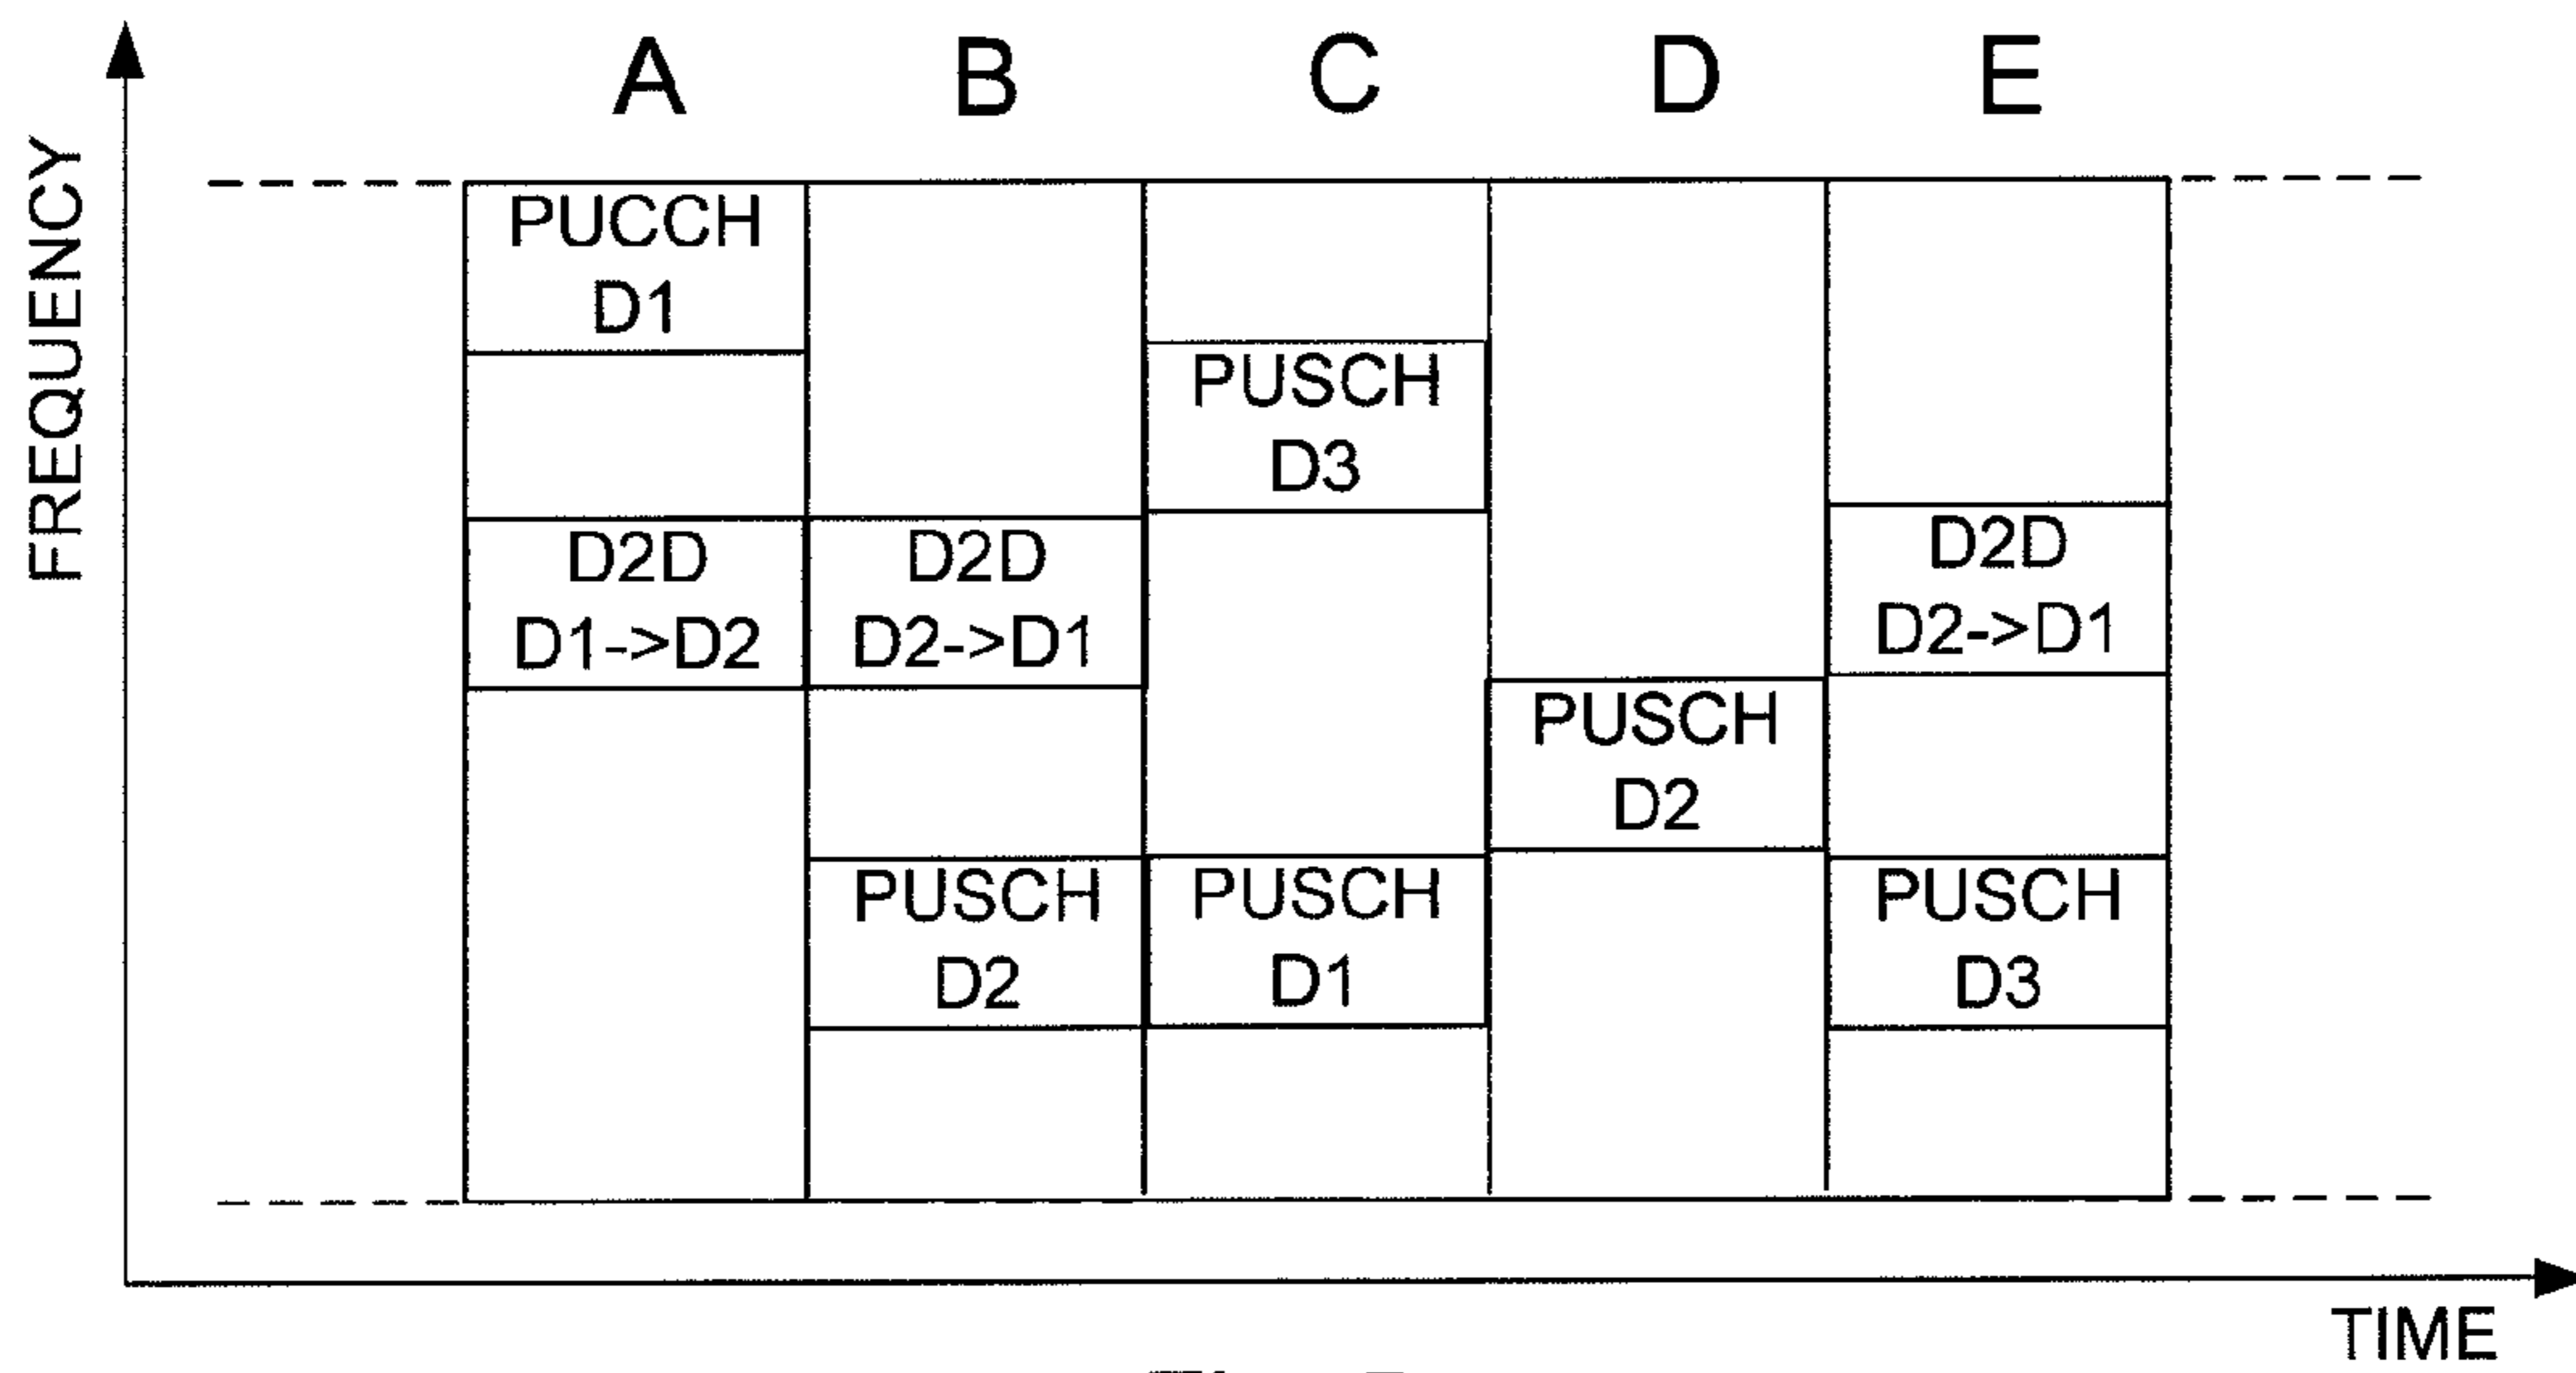 A B C D E
FREQUENCY
PUCCH
D1
PUSCH
D3
D2D
D1->D2
D2D
D2->D1
D2D
D2->D1
PUSCH
D2
PUSCH
D2
PUSCH
D1
PUSCH
D3
TIME